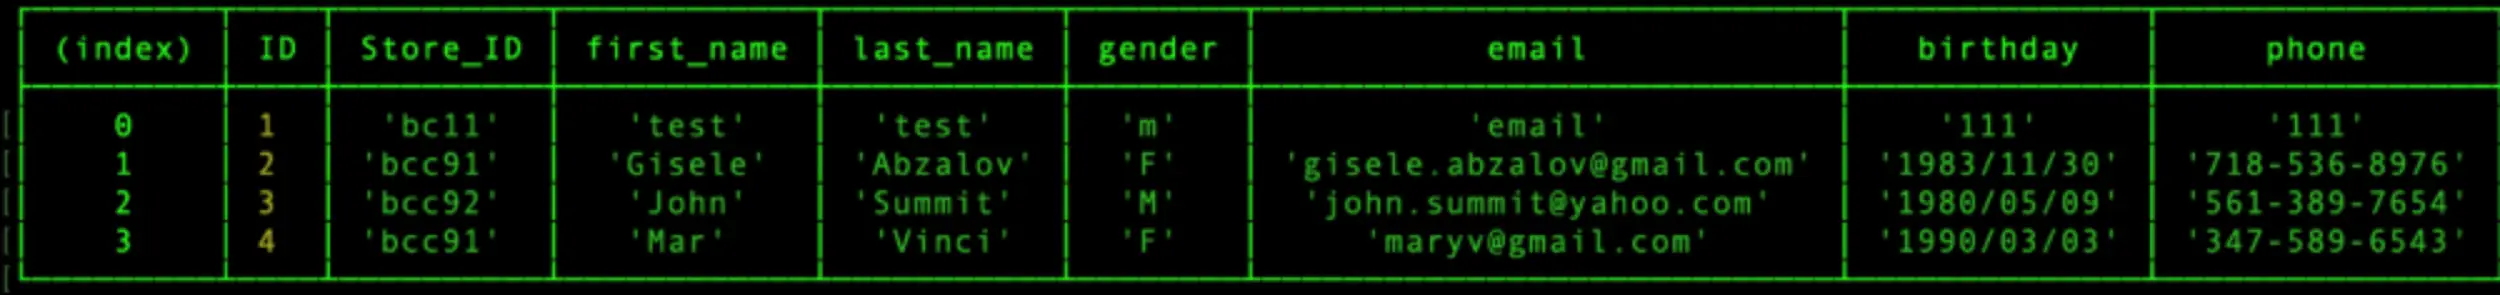 (index) ID Store_ID first_name last_name gender email birthday phone
0 1 'bc11' 'test' 'test' 'm' 'email' '111' '111'
1 2 'bcc91' 'Gisele' 'Abzalov' 'F' 'gisele.abzalov@gmail.com' '1983/11/30' '718-536-8976'
2 3 'bcc92' 'John' 'Summit' 'M' 'john.summit@yahoo.com' '1980/05/09' '561-389-7654'
3 4 'bcc91' 'Mar' 'Vinci' 'F' 'maryv@gmail.com' '1990/03/03' '347-589-6543'